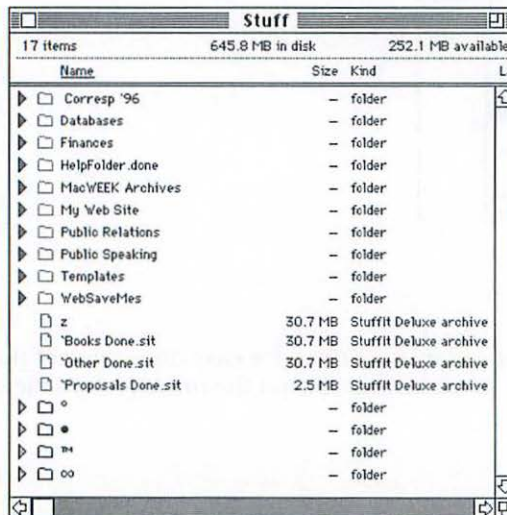 Stuff
17 items 645.8 MB in disk 252.1 MB available
Name Size Kind L
Corresp '96 – folder
Databases – folder
Finances – folder
HelpFolder.done – folder
MacWEEK Archives – folder
My Web Site – folder
Public Relations – folder
Public Speaking – folder
Templates – folder
WebSaveMes – folder
z 30.7 MB StuffIt Deluxe archive
`Books Done.sit 30.7 MB StuffIt Deluxe archive
`Other Done.sit 30.7 MB StuffIt Deluxe archive
`Proposals Done.sit 2.5 MB StuffIt Deluxe archive
° – folder
● – folder
™ – folder
∞ – folder